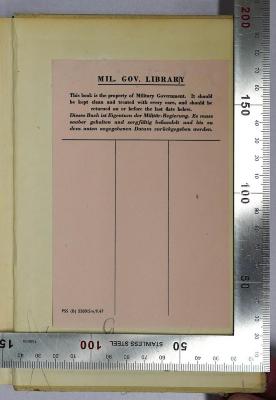 MIL. GOV. LIBRARY
This book is the property of Military Government. It should
be kept clean and treated with every care, and should be
returned on or before the last date below.
Dieses Buch ist Eigentum der Militär-Regierung. Es muss
sauber gehalten und sorgfältig behandelt und bis zu
dem unten angegebenen Datum zurückgegeben werden.
200
150
100
50
STAINLESS STEEL
100
50